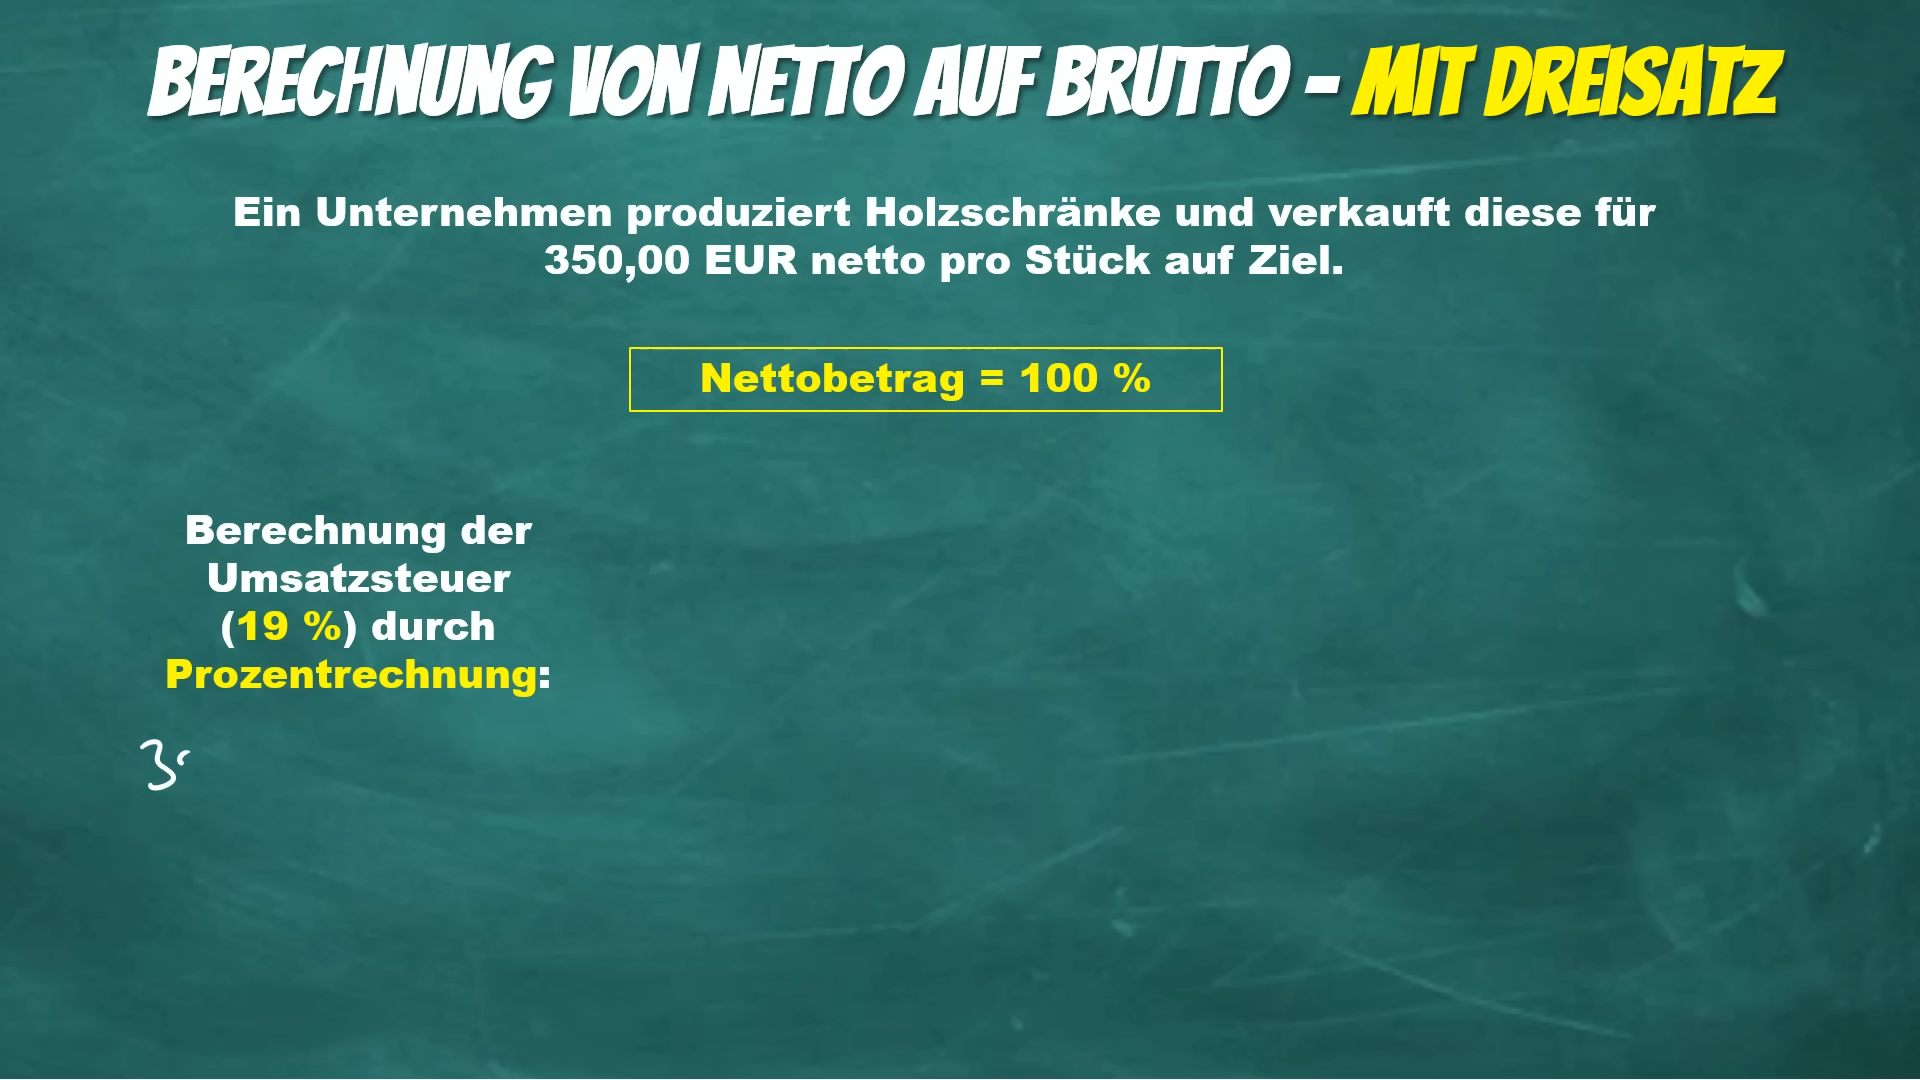 BERECHNUNG VON NETTO AUF BRUTTO - MIT DREISATZ
Ein Unternehmen produziert Holzschränke und verkauft diese für
350,00 EUR netto pro Stück auf Ziel.
Nettobetrag = 100 %
Berechnung der
Umsatzsteuer
(19 %) durch
Prozentrechnung:
3